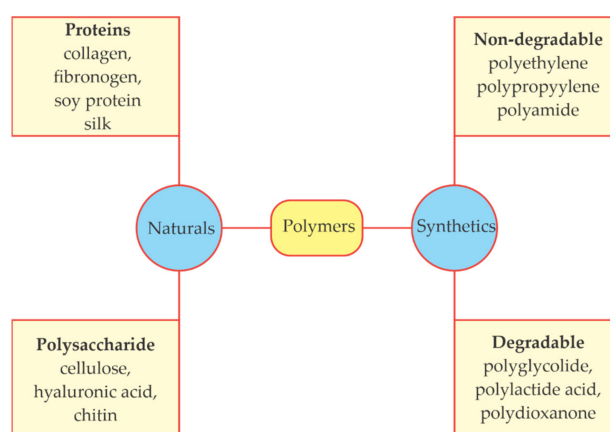 Proteins
collagen,
fibronogen,
soy protein
silk
Non-degradable
polyethylene
polypropyylene
polyamide
Naturals
Polymers
Synthetics
Polysaccharide
cellulose,
hyaluronic acid,
chitin
Degradable
polyglycolide,
polylactide acid,
polydioxanone